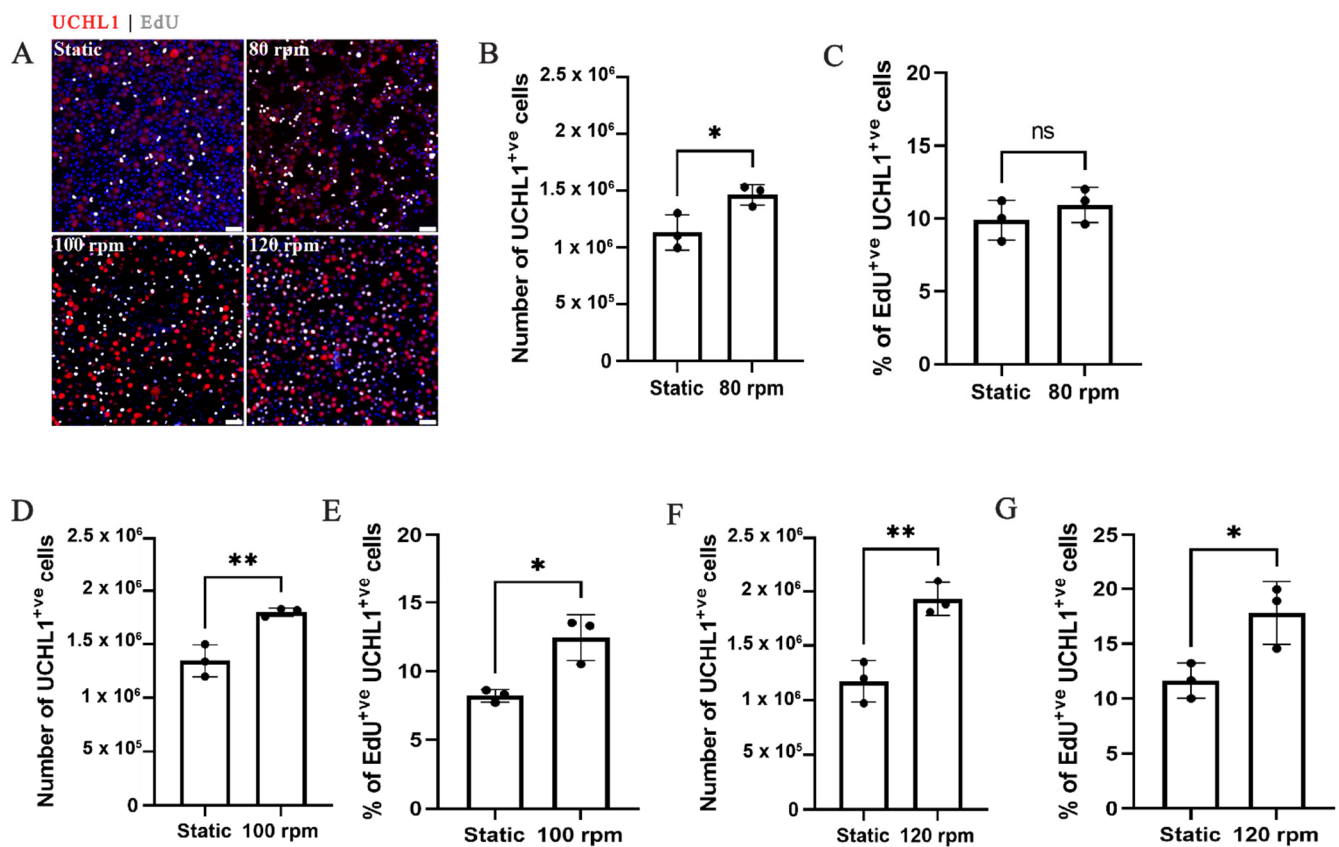 UCHL1 | EdU
A
Static
80 rpm
100 rpm
120 rpm
B
Number of UCHL1+ve cells
2.5 x 10⁶
2 x 10⁶
1.5 x 10⁶
1 x 10⁶
5 x 10⁵
0
*
Static
80 rpm
C
% of EdU+ve UCHL1+ve cells
20
15
10
5
0
ns
Static
80 rpm
D
Number of UCHL1+ve cells
2.5 x 10⁶
2 x 10⁶
1.5 x 10⁶
1 x 10⁶
5 x 10⁵
0
**
Static
100 rpm
E
% of EdU+ve UCHL1+ve cells
20
15
10
5
0
*
Static
100 rpm
F
Number of UCHL1+ve cells
2.5 x 10⁶
2 x 10⁶
1.5 x 10⁶
1 x 10⁶
5 x 10⁵
0
**
Static
120 rpm
G
% of EdU+ve UCHL1+ve cells
25
20
15
10
5
0
*
Static
120 rpm